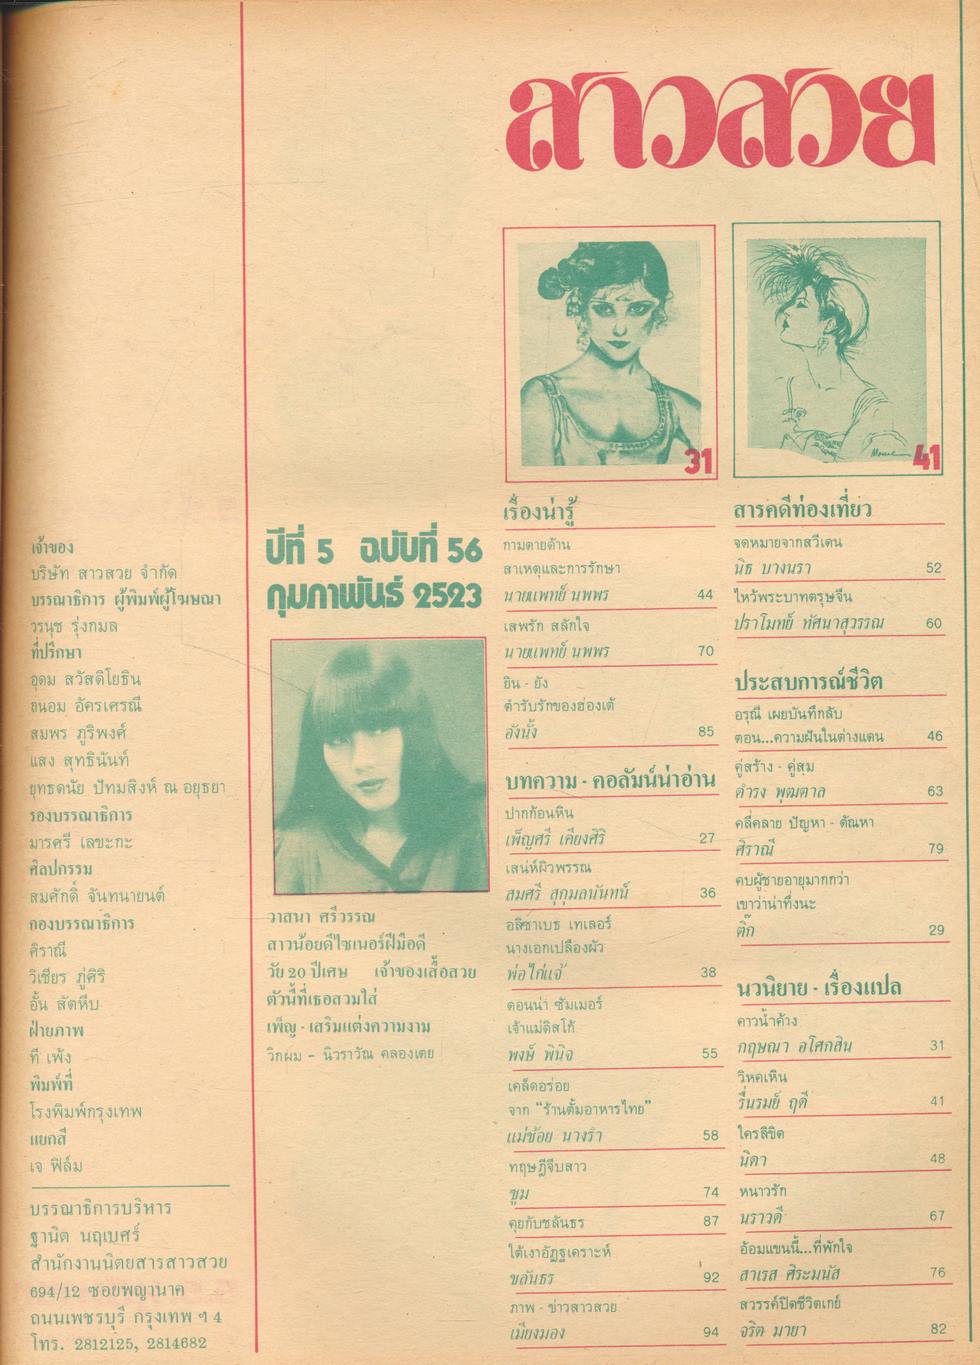 สาวสวย
31
41
เจ้าของ
บริษัท สาวสวย จำกัด
บรรณาธิการ ผู้พิมพ์ผู้โฆษณา
วรนุช รุ่งกมล
ที่ปรึกษา
อุดม สวัสดิโยธิน
ถนอม อัครเศรณี
สมพร ภูริพงศ์
แสง สุทธินันท์
ยุทธดนัย ปัทมสิงห์ ณ อยุธยา
รองบรรณาธิการ
มารศรี เลขะกะ
ศิลปกรรม
สมศักดิ์ จันทนายนต์
กองบรรณาธิการ
ศิราณี
วิเชียร ภู่ศิริ
อั้น สัตหีบ
ฝ่ายภาพ
ที เพ้ง
พิมพ์ที่
โรงพิมพ์กรุงเทพ
แยกสี
เจ ฟิล์ม
บรรณาธิการบริหาร
ฐานิต นฤเบศร์
สำนักงานนิตยสารสาวสวย
694/12 ซอยพญานาค
ถนนเพชรบุรี กรุงเทพ ฯ 4
โทร. 2812125, 2814682
ปีที่ 5 ฉบับที่ 56
กุมภาพันธ์ 2523
วาสนา ศรีวรรณ
สาวน้อยดีไซเนอร์ฝีมือดี
วัย 20 ปีเศษ เจ้าของเสื้อสวย
ตัวนี้ที่เธอสวมใส่
เพ็ญ - เสริมแต่งความงาม
วิกผม - นิวราวัณ คลองเตย
เรื่องน่ารู้
กามตายด้าน
สาเหตุและการรักษา
นายแพทย์ นพพร 44
เสพรัก สลักใจ
นายแพทย์ นพพร 70
ยิน - ยัง
ตำรับรักของฮ่องเต้
อังนั้ง 85
บทความ - คอลัมน์น่าอ่าน
ปากก้อนหิน
เพ็ญศรี เคียงศิริ 27
เสน่ห์ผิวพรรณ
สมศรี สุกุมลนันทน์ 36
อลิซาเบธ เทเลอร์
นางเอกเปลืองผัว
พ่อไก่แจ้ 38
ดอนน่า ซัมเมอร์
เจ้าแม่ดิสโก้
พงษ์ พินิจ 55
เคล็ดอร่อย
จาก "ร้านตั้มอาหารไทย"
แม่ช้อย นางรำ 58
ทฤษฎีจีบสาว
ขูม 74
คุยกับชลันธร 87
ใต้เงาอัฏฐเคราะห์
ชลันธร 92
ภาพ - ข่าวสาวสวย
เมียงมอง 94
สารคดีท่องเที่ยว
จดหมายจากสวีเดน
นิธ บางนรา 52
ไหว้พระบาทตรุษจีน
ปราโมทย์ ทัศนาสุวรรณ 60
ประสบการณ์ชีวิต
อรุณี เผยบันทึกลับ
ตอน...ความฝันในต่างแดน 46
คู่สร้าง - คู่สม
ดำรง พุฒตาล 63
คลี่คลาย ปัญหา - ตัณหา
ศิราณี 79
คบผู้ชายอายุมากกว่า
เขาว่าน่าทึ่งนะ
ติ๊ก 29
นวนิยาย - เรื่องแปล
คาวน้ำค้าง
กฤษณา อโศกสิน 31
วิหคเหิน
รื่นรมย์ ฤดี 41
ใครลิขิต
นิดา 48
หนาวรัก
นราวดี 67
อ้อมแขนนี้...ที่พักใจ
สาเรส ศิระมนัส 76
สวรรค์ปิดชีวิตเกย์
จริต มายา 82